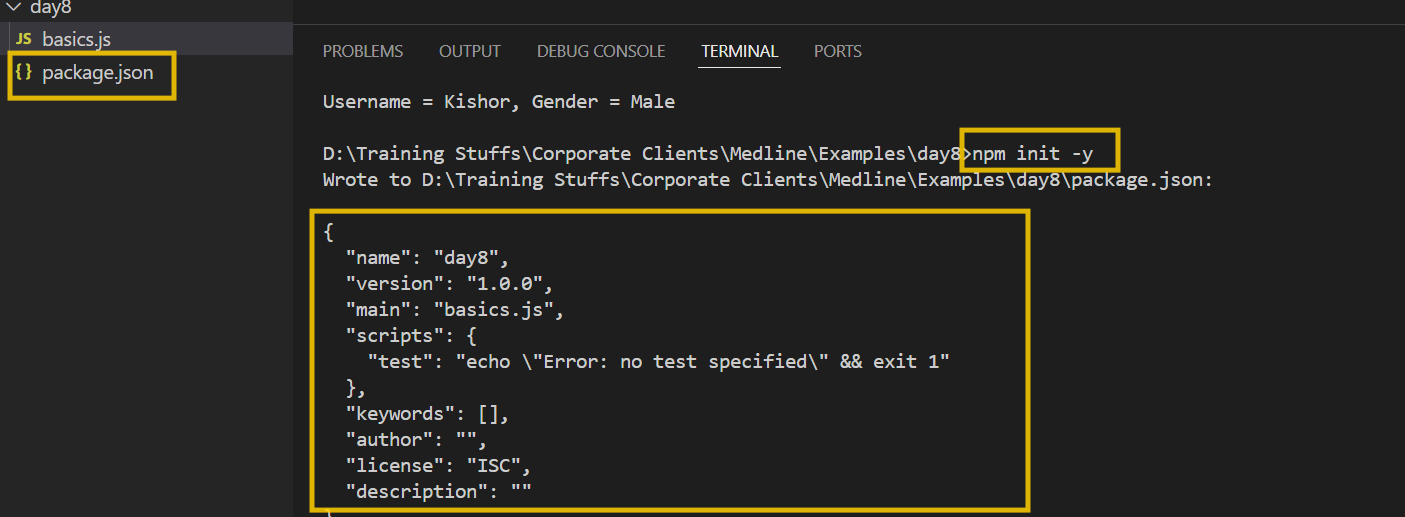 day8
JS basics.js
{} package.json
PROBLEMS OUTPUT DEBUG CONSOLE TERMINAL PORTS
Username = Kishor, Gender = Male
D:\Training Stuffs\Corporate Clients\Medline\Examples\day8>npm init -y
Wrote to D:\Training Stuffs\Corporate Clients\Medline\Examples\day8\package.json:
{
"name": "day8",
"version": "1.0.0",
"main": "basics.js",
"scripts": {
"test": "echo \"Error: no test specified\" && exit 1"
},
"keywords": [],
"author": "",
"license": "ISC",
"description": ""